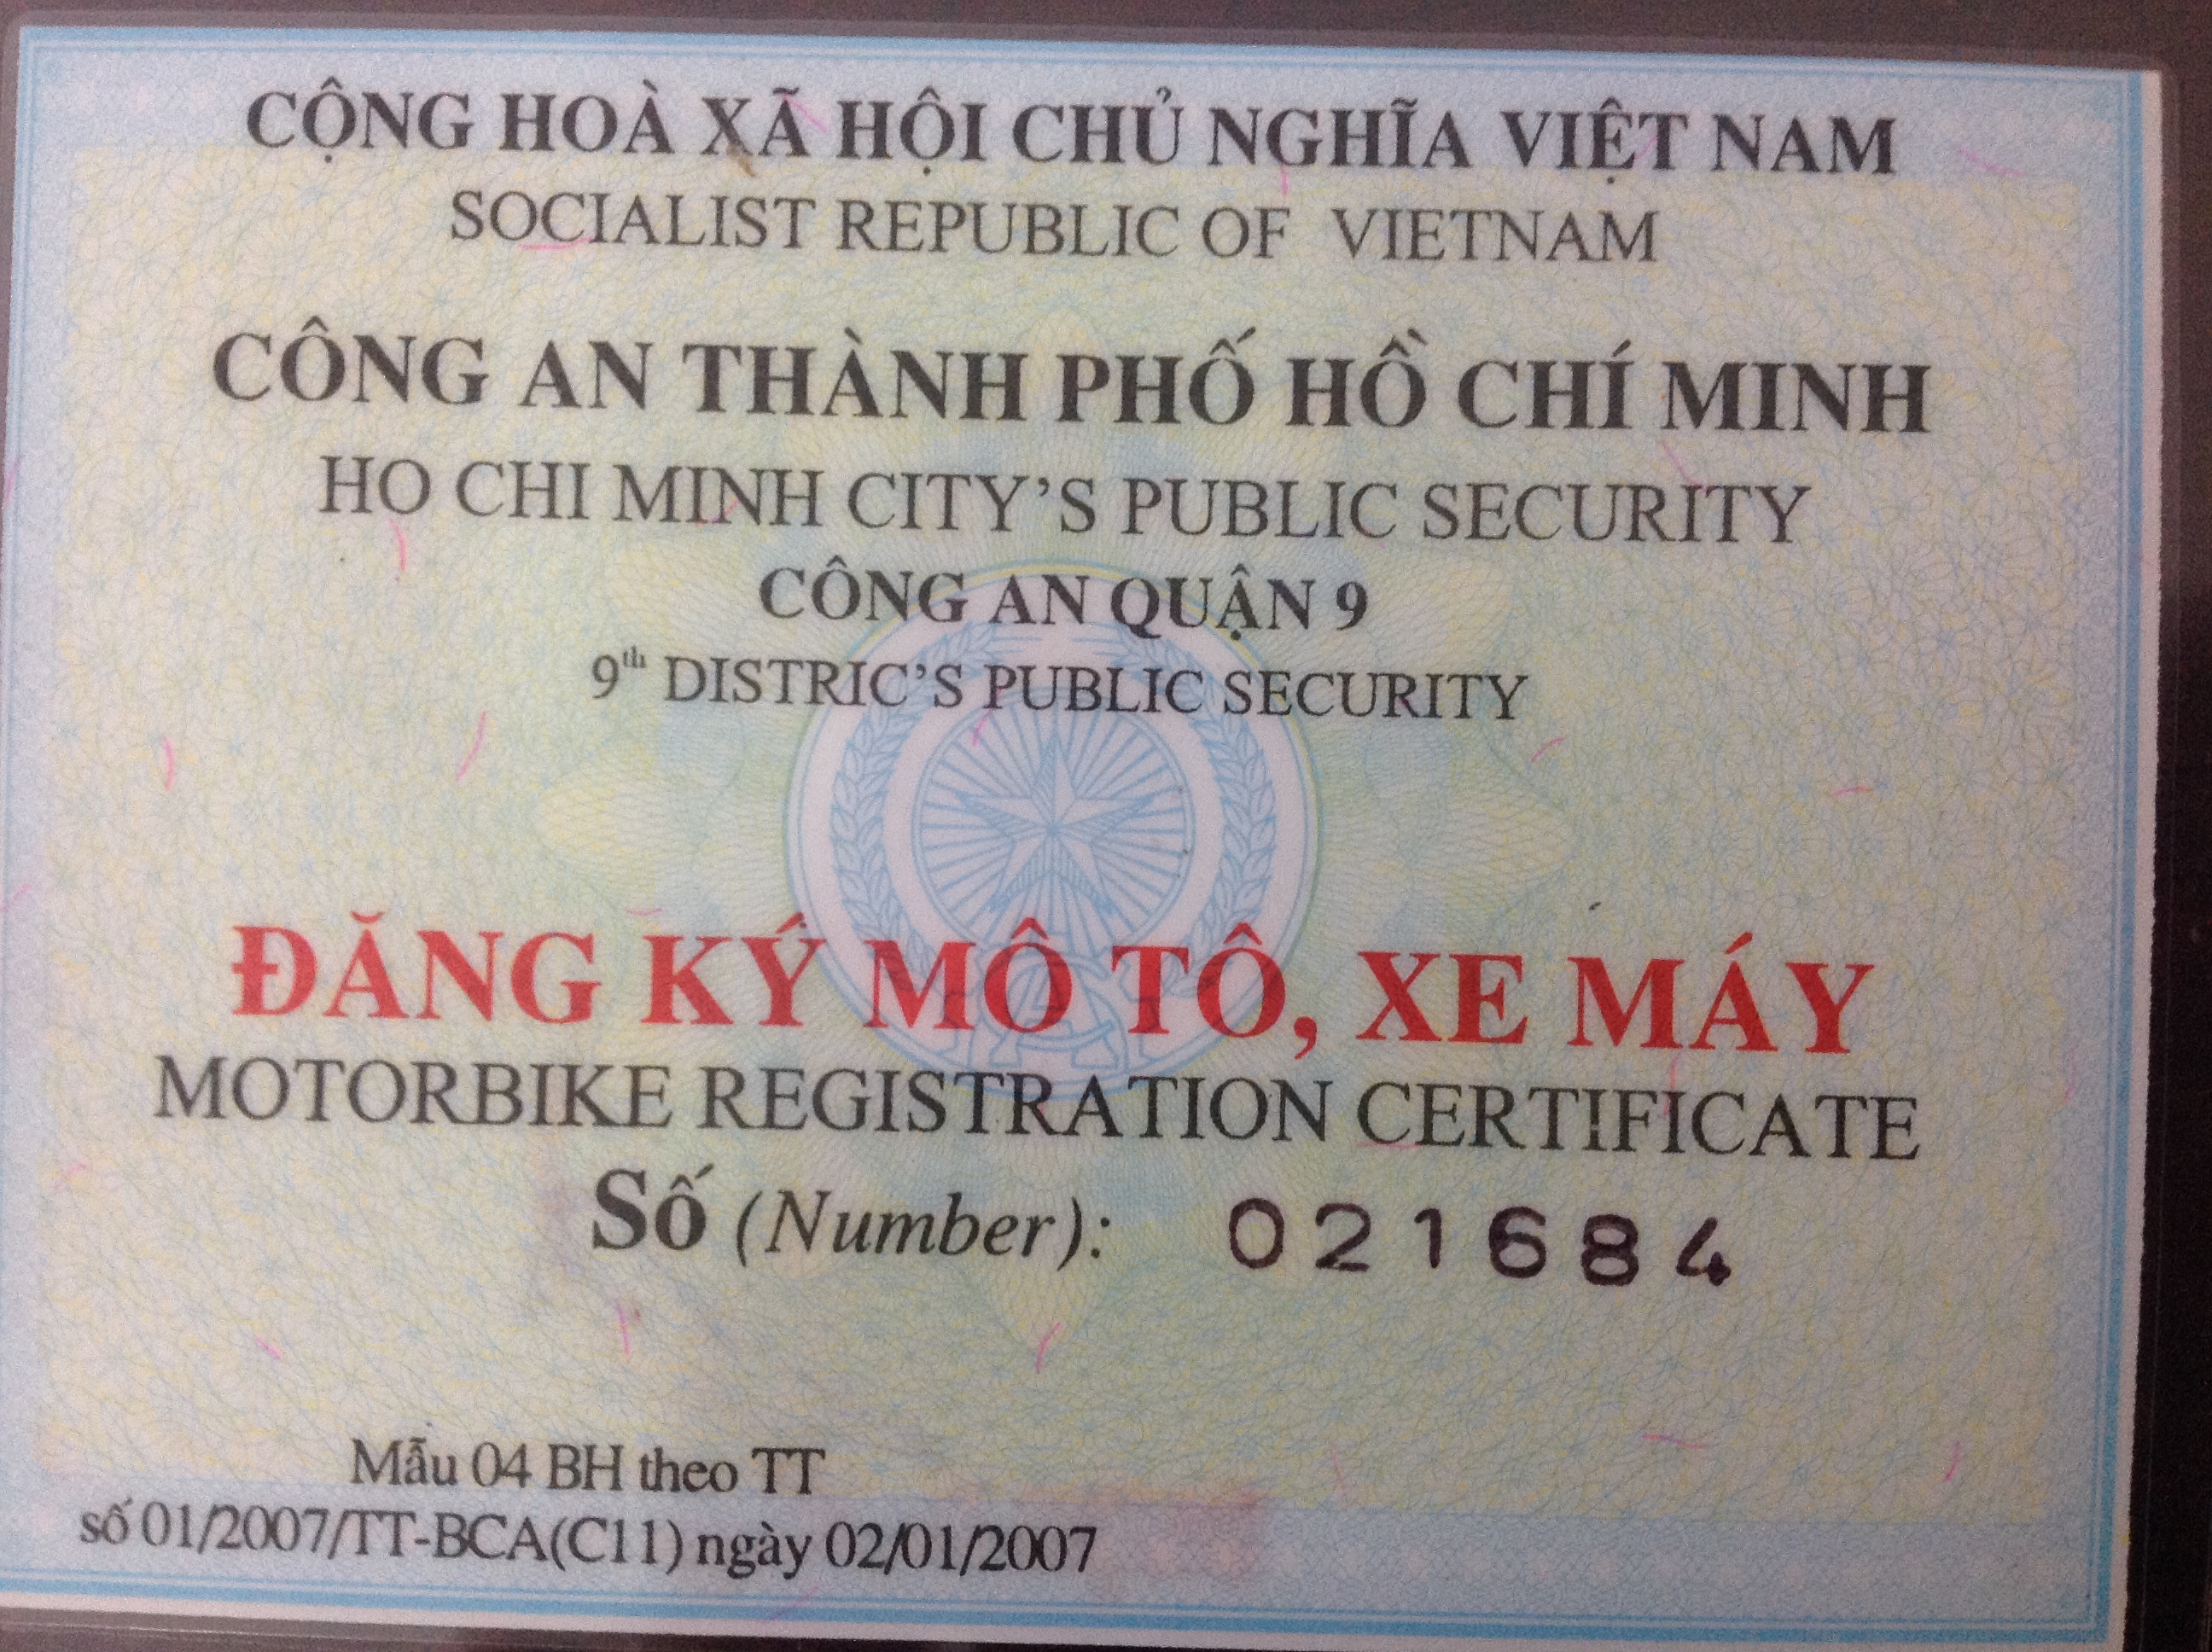 CỘNG HOÀ XÃ HỘI CHỦ NGHĨA VIỆT NAM
SOCIALIST REPUBLIC OF VIETNAM
CÔNG AN THÀNH PHỐ HỒ CHÍ MINH
HO CHI MINH CITY’S PUBLIC SECURITY
CÔNG AN QUẬN 9
9th DISTRIC’S PUBLIC SECURITY
ĐĂNG KÝ MÔ TÔ, XE MÁY
MOTORBIKE REGISTRATION CERTIFICATE
Số (Number): 021684
Mẫu 04 BH theo TT
số 01/2007/TT-BCA(C11) ngày 02/01/2007